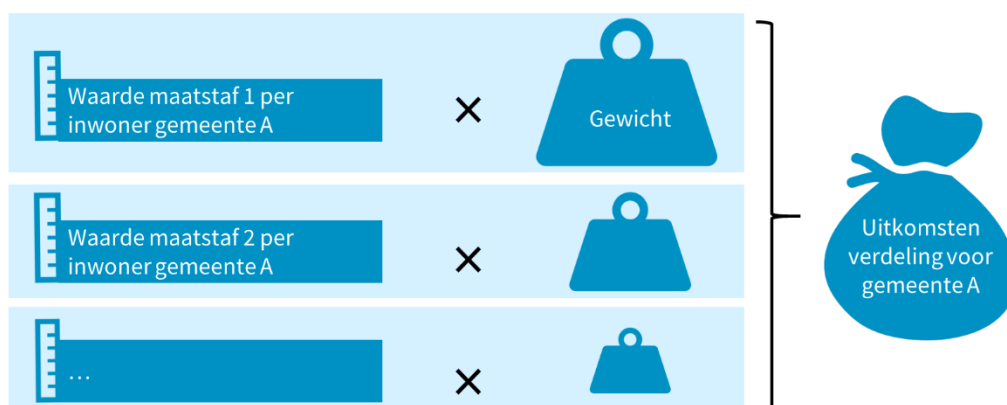 Waarde maatstaf 1 per
inwoner gemeente A
×
Gewicht
Waarde maatstaf 2 per
inwoner gemeente A
×
...
×
Uitkomsten
verdeling voor
gemeente A